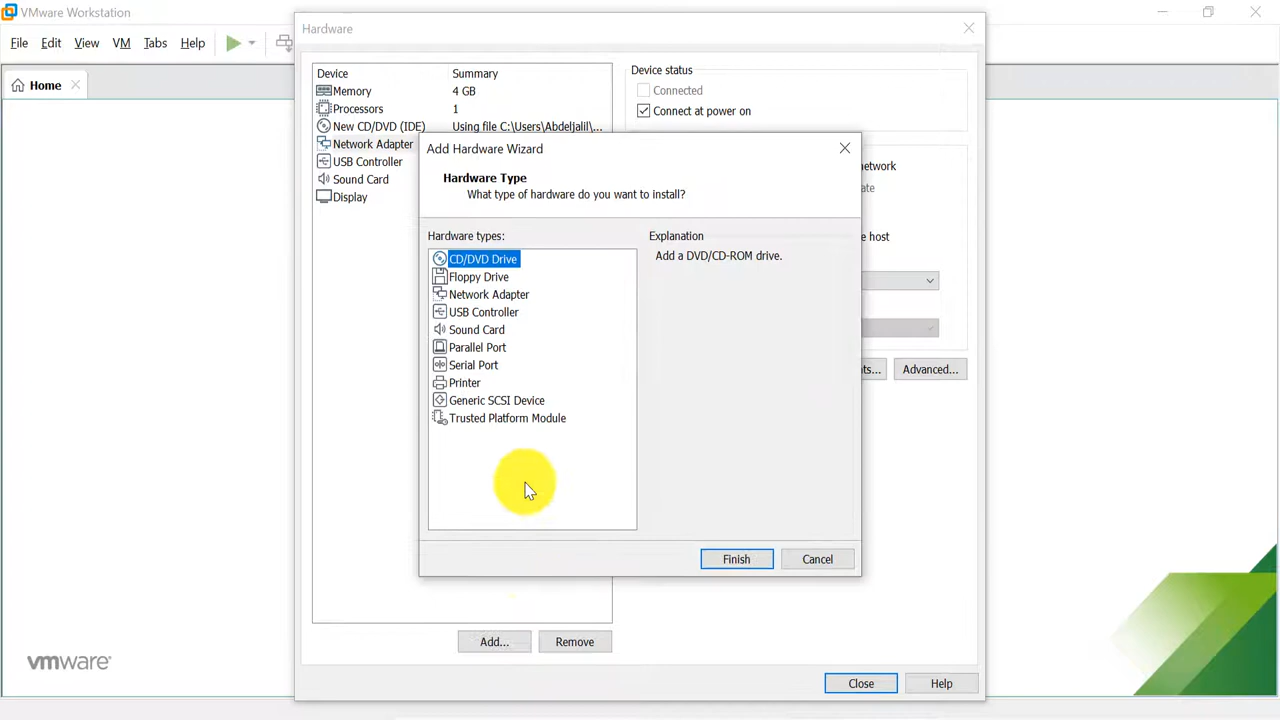 VMware Workstation
File Edit View VM Tabs Help
Home
Hardware
Device Summary
Memory 4 GB
Processors 1
New CD/DVD (IDE) Using file C:\Users\Abdeljalil\...
Network Adapter
USB Controller
Sound Card
Display
Device status
Connected
Connect at power on
network
ate
e host
ts... Advanced...
Add Hardware Wizard
Hardware Type
What type of hardware do you want to install?
Hardware types:
CD/DVD Drive
Floppy Drive
Network Adapter
USB Controller
Sound Card
Parallel Port
Serial Port
Printer
Generic SCSI Device
Trusted Platform Module
Explanation
Add a DVD/CD-ROM drive.
Finish Cancel
Add... Remove
Close Help
vmware®